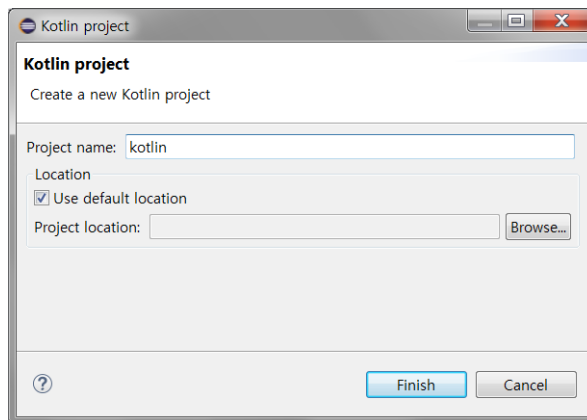 Kotlin project
Kotlin project
Create a new Kotlin project
Project name: kotlin
Location
Use default location
Project location: Browse...
?
Finish Cancel